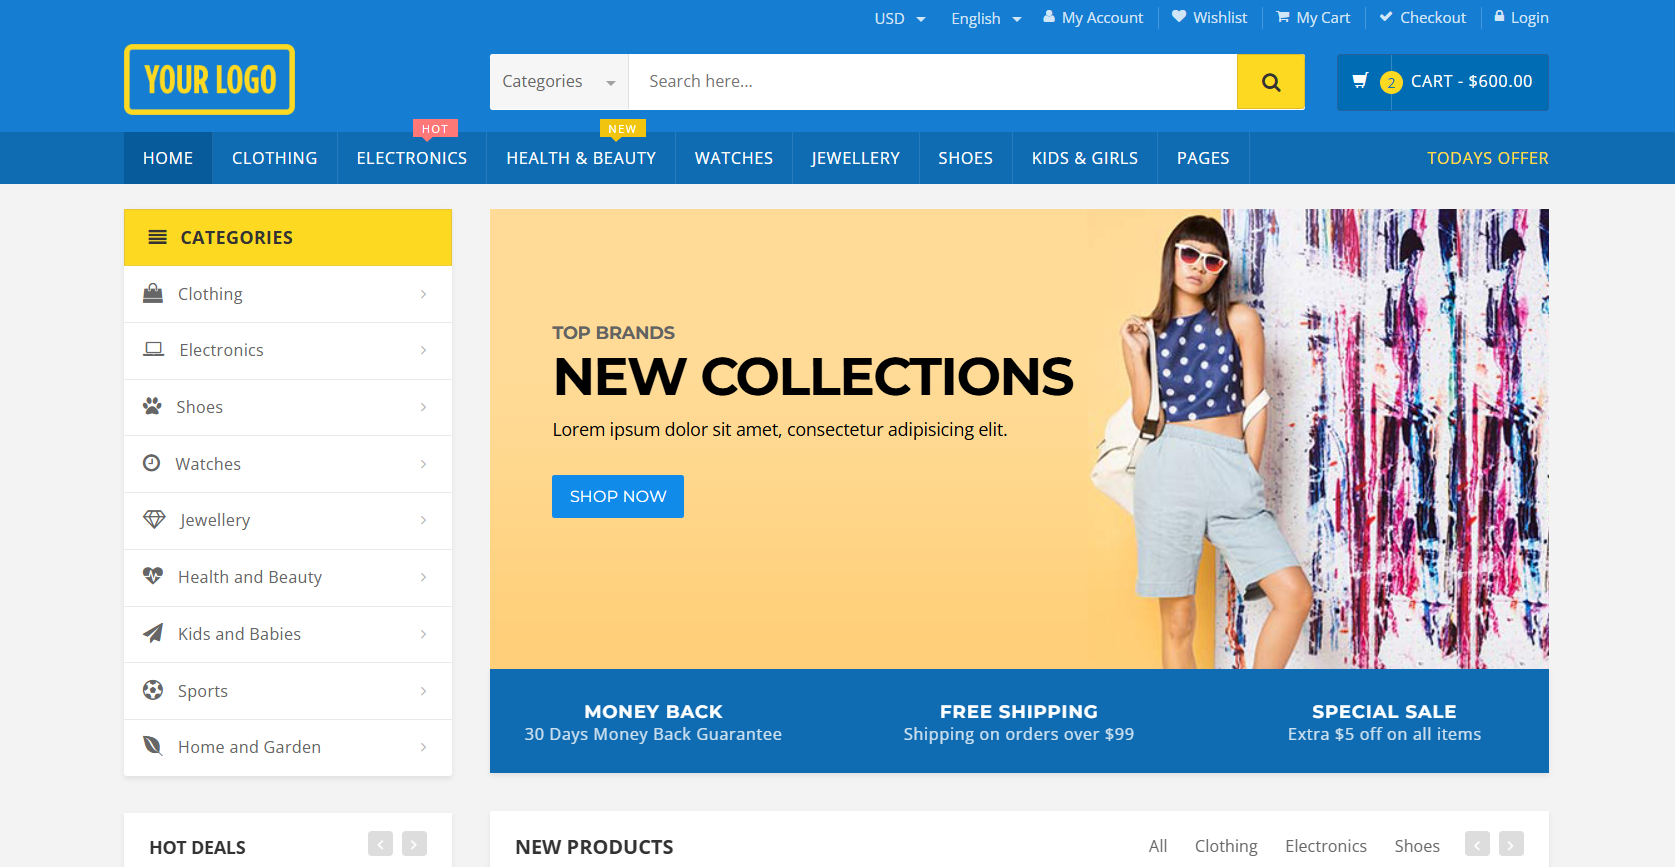 USD English My Account Wishlist My Cart Checkout Login
YOUR LOGO
Categories Search here... 2 CART - $600.00
HOT NEW
HOME CLOTHING ELECTRONICS HEALTH & BEAUTY WATCHES JEWELLERY SHOES KIDS & GIRLS PAGES TODAYS OFFER
CATEGORIES
Clothing
Electronics
Shoes
Watches
Jewellery
Health and Beauty
Kids and Babies
Sports
Home and Garden
TOP BRANDS
NEW COLLECTIONS
Lorem ipsum dolor sit amet, consectetur adipisicing elit.
SHOP NOW
MONEY BACK
30 Days Money Back Guarantee
FREE SHIPPING
Shipping on orders over $99
SPECIAL SALE
Extra $5 off on all items
HOT DEALS
NEW PRODUCTS All Clothing Electronics Shoes